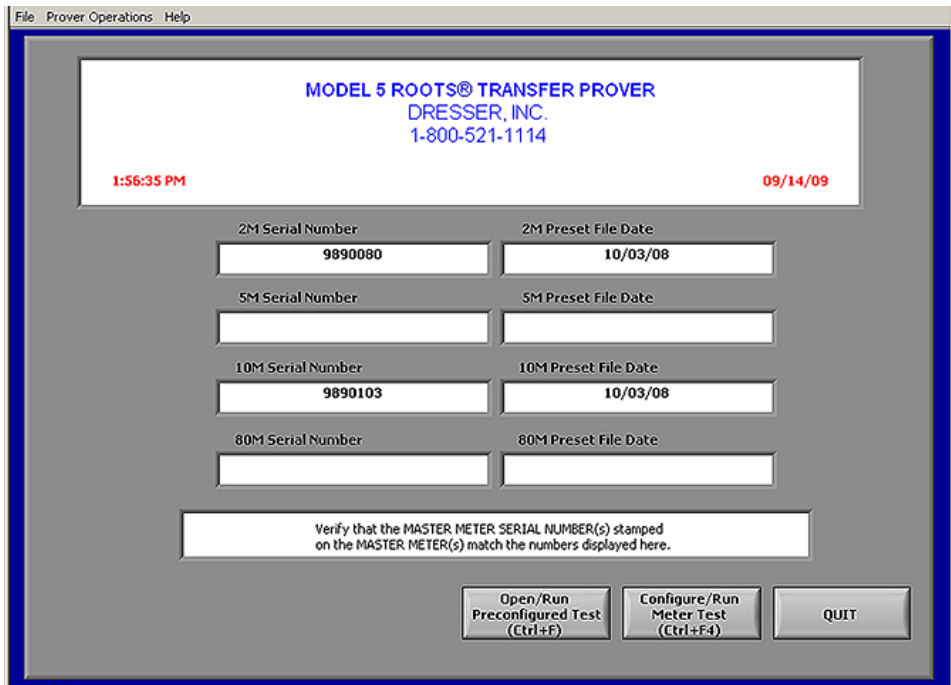 File Prover Operations Help
MODEL 5 ROOTS® TRANSFER PROVER
DRESSER, INC.
1-800-521-1114
1:56:35 PM 09/14/09
2M Serial Number 2M Preset File Date
9890080 10/03/08
5M Serial Number 5M Preset File Date
10M Serial Number 10M Preset File Date
9890103 10/03/08
80M Serial Number 80M Preset File Date
Verify that the MASTER METER SERIAL NUMBER(s) stamped
on the MASTER METER(s) match the numbers displayed here.
Open/Run
Preconfigured Test
(Ctrl+F)
Configure/Run
Meter Test
(Ctrl+F4)
QUIT